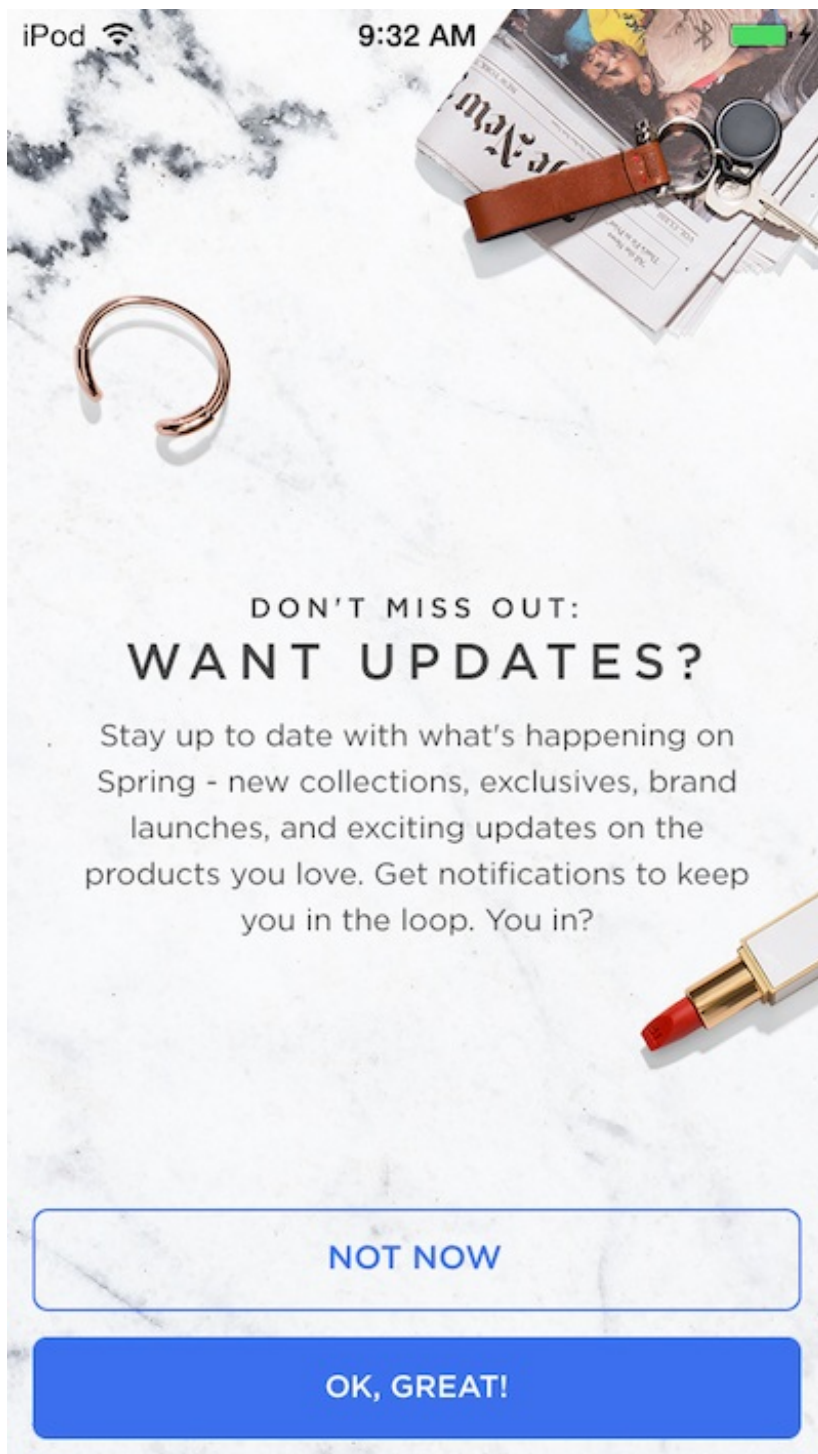 iPod
9:32 AM
DON'T MISS OUT:
WANT UPDATES?
Stay up to date with what's happening on
Spring - new collections, exclusives, brand
launches, and exciting updates on the
products you love. Get notifications to keep
you in the loop. You in?
NOT NOW
OK, GREAT!